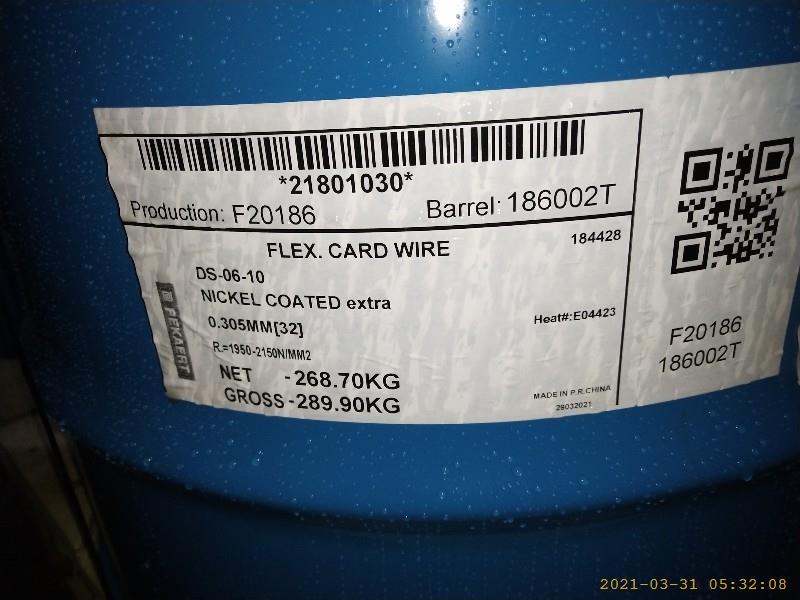 *21801030*
Production: F20186
Barrel: 186002T
FLEX. CARD WIRE
184428
DS-06-10
NICKEL COATED extra
0.305MM[32]
Heat#:E04423
R.=1950-2150N/MM2
NET -268.70KG
GROSS-289.90KG
MADE IN P.R.CHINA
29032021
BEKAERT
F20186
186002T
2021-03-31 05:32:08